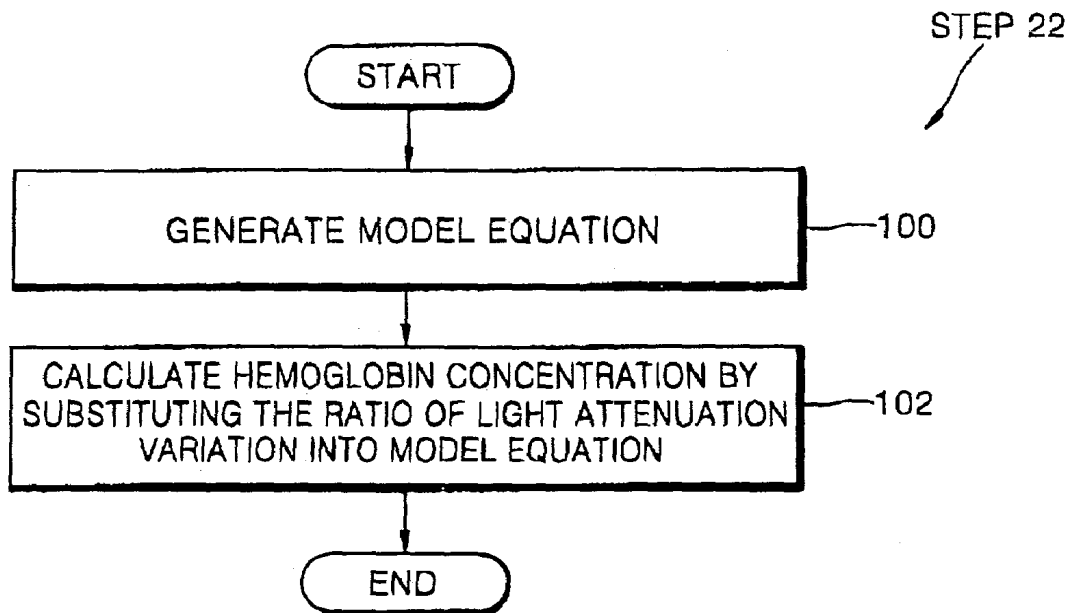 STEP 22
START
GENERATE MODEL EQUATION
100
CALCULATE HEMOGLOBIN CONCENTRATION BY
SUBSTITUTING THE RATIO OF LIGHT ATTENUATION
VARIATION INTO MODEL EQUATION
102
END